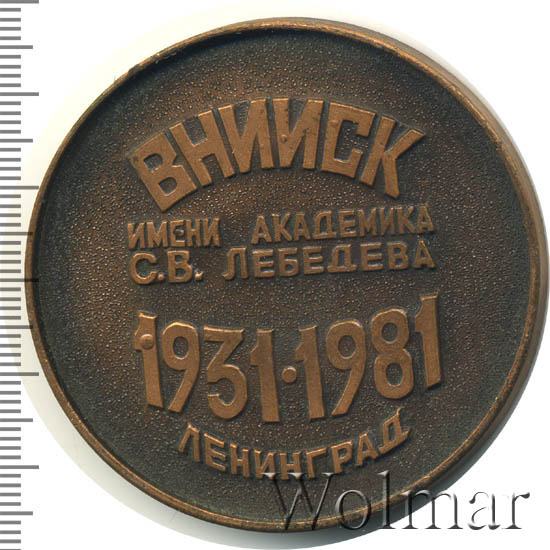 ВНИИСК
ИМЕНИ АКАДЕМИКА
С.В. ЛЕБЕДЕВА
·1931·1981
ЛЕНИНГРАД
Wolmar